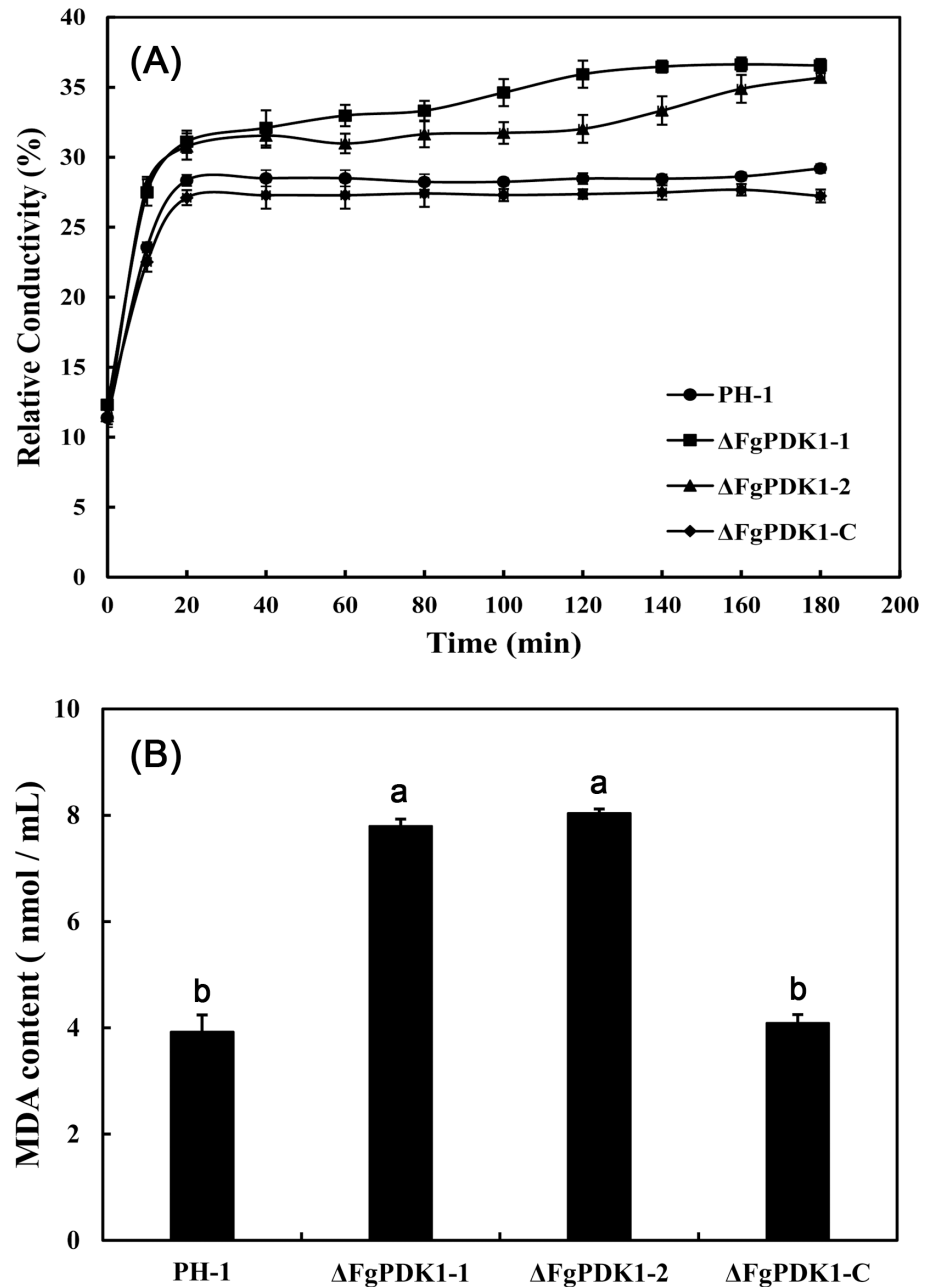 (A)
Relative Conductivity (%)
40
35
30
25
20
15
10
5
0
PH-1
ΔFgPDK1-1
ΔFgPDK1-2
ΔFgPDK1-C
0 20 40 60 80 100 120 140 160 180 200
Time (min)
(B)
MDA content ( nmol / mL)
10
8
6
4
2
0
b
a
a
b
PH-1 ΔFgPDK1-1 ΔFgPDK1-2 ΔFgPDK1-C